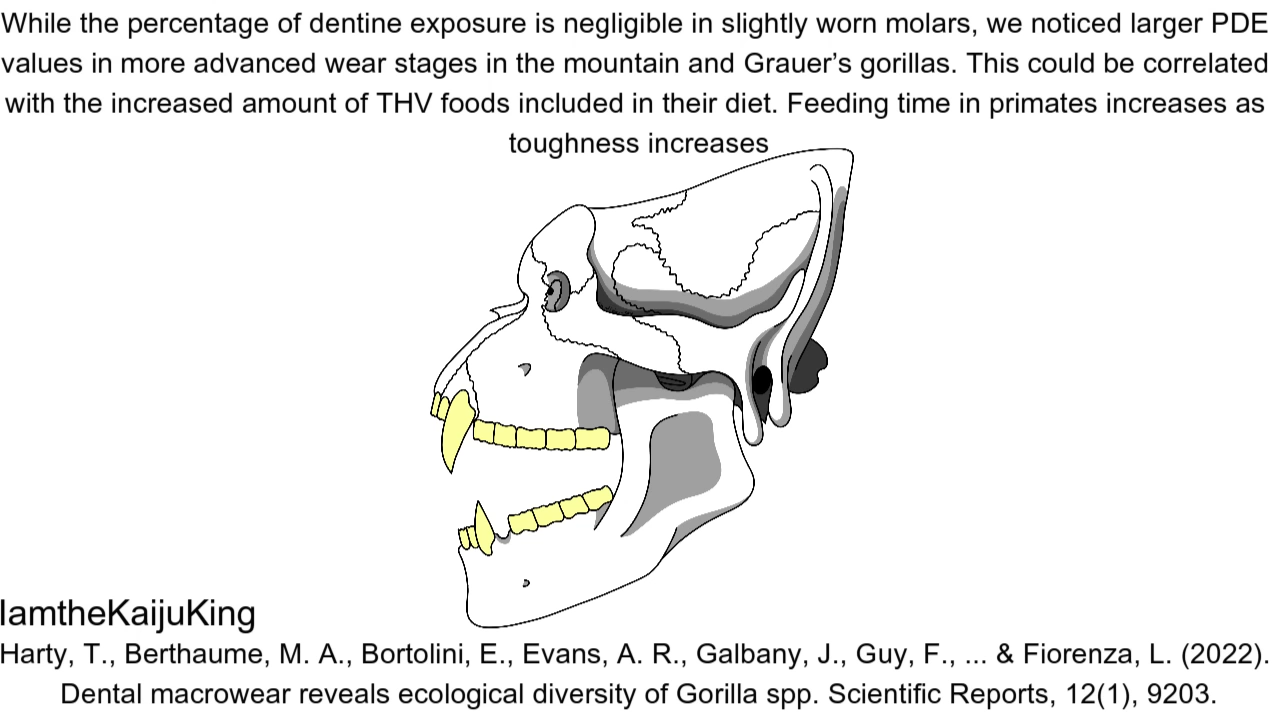 While the percentage of dentine exposure is negligible in slightly worn molars, we noticed larger PDE
values in more advanced wear stages in the mountain and Grauer’s gorillas. This could be correlated
with the increased amount of THV foods included in their diet. Feeding time in primates increases as
toughness increases
IamtheKaijuKing
Harty, T., Berthaume, M. A., Bortolini, E., Evans, A. R., Galbany, J., Guy, F., ... & Fiorenza, L. (2022).
Dental macrowear reveals ecological diversity of Gorilla spp. Scientific Reports, 12(1), 9203.